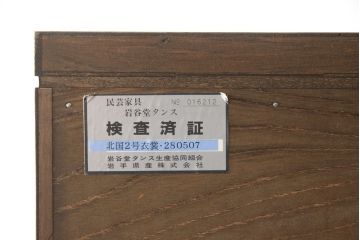 民芸家具 № 016212
岩谷堂タンス
検査済証
北国2号衣裳・280507
岩谷堂タンス生産協同組合
岩手県産株式会社